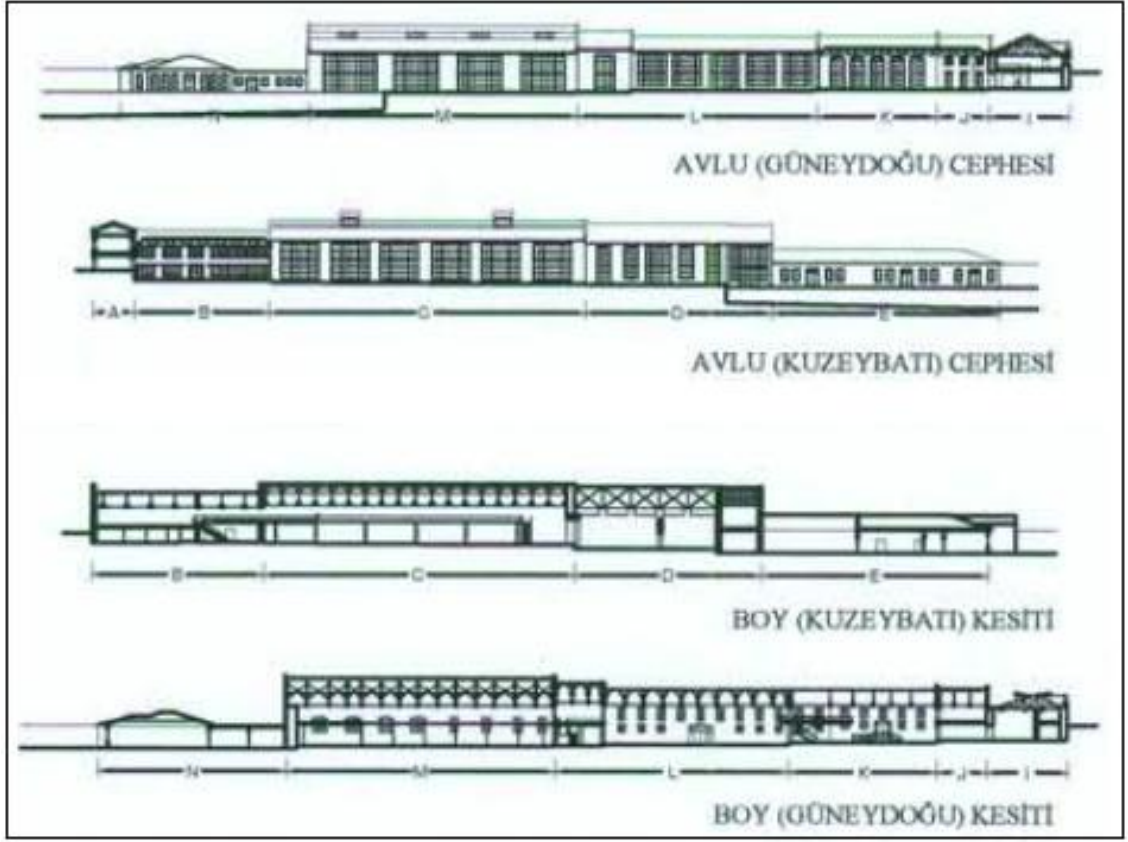 N M L K J I
AVLU (GÜNEYDOĞU) CEPHESİ
A B C D E
AVLU (KUZEYBATI) CEPHESİ
B C D E
BOY (KUZEYBATI) KESİTİ
N M L K J I
BOY (GÜNEYDOĞU) KESİTİ